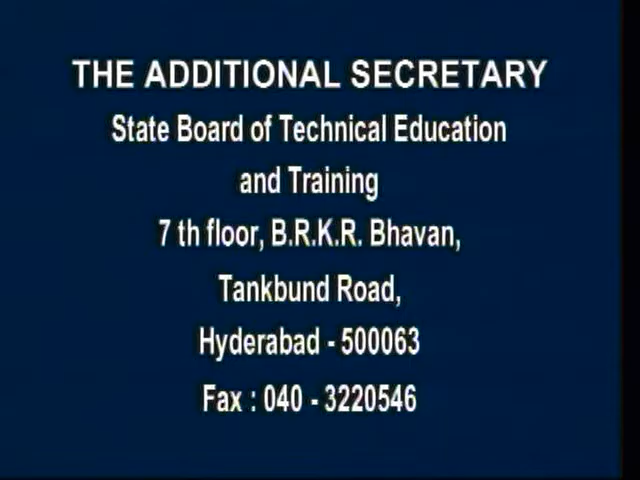 THE ADDITIONAL SECRETARY
State Board of Technical Education
and Training
7 th floor, B.R.K.R. Bhavan,
Tankbund Road,
Hyderabad - 500063
Fax : 040 - 3220546